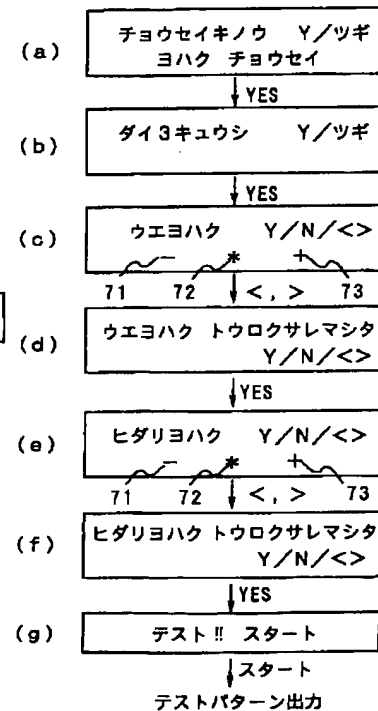 (a)
チョウセイキノウ Y/ツギ
ヨハク チョウセイ
YES
(b)
ダイ3キュウシ Y/ツギ
YES
(c)
ウエヨハク Y/N/<>
- * +
71 72 <,> 73
(d)
ウエヨハク トウロクサレマシタ
Y/N/<>
YES
(e)
ヒダリヨハク Y/N/<>
- * +
71 72 <,> 73
(f)
ヒダリヨハク トウロクサレマシタ
Y/N/<>
YES
(g)
テスト!! スタート
スタート
テストパターン出力